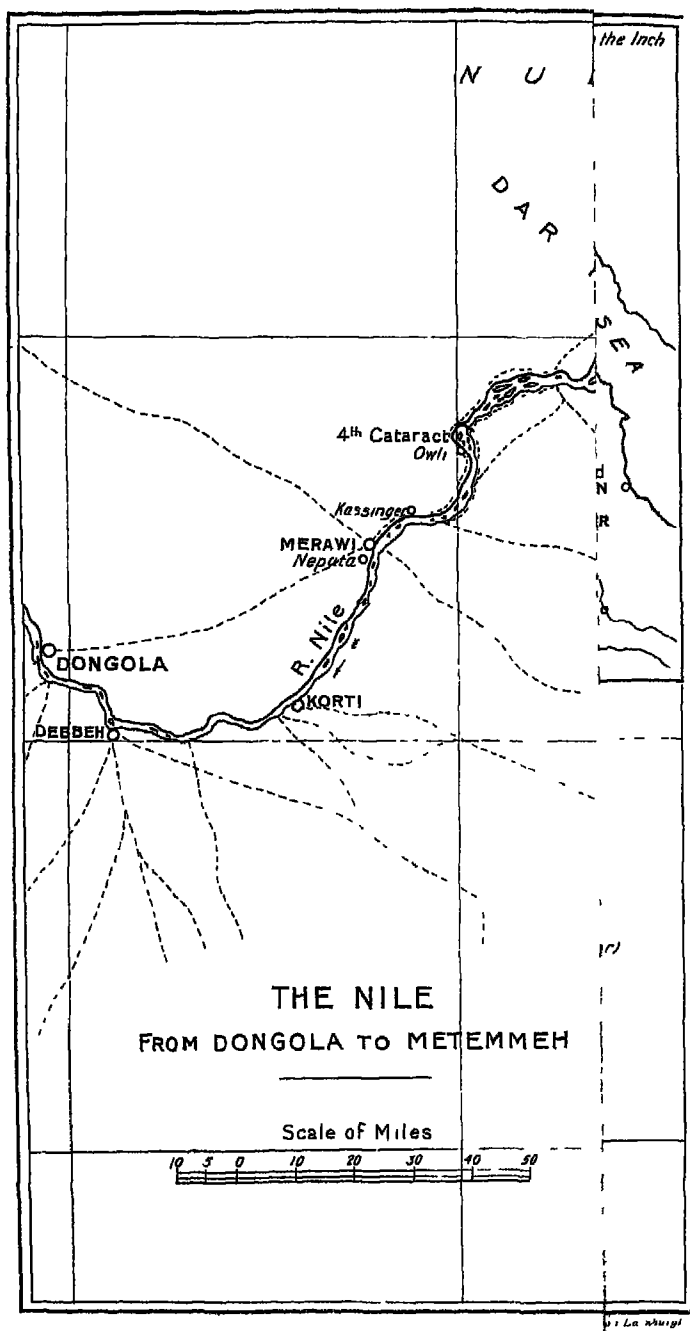 the Inch
N U
DAR
SEA
4th Cataract
Owli
Kassinger
MERAWI
Neputa
N
R
R. Nile
DONGOLA
KORTI
DEBBEH
THE NILE
FROM DONGOLA TO METEMMEH
Scale of Miles
10 5 0 10 20 30 40 50